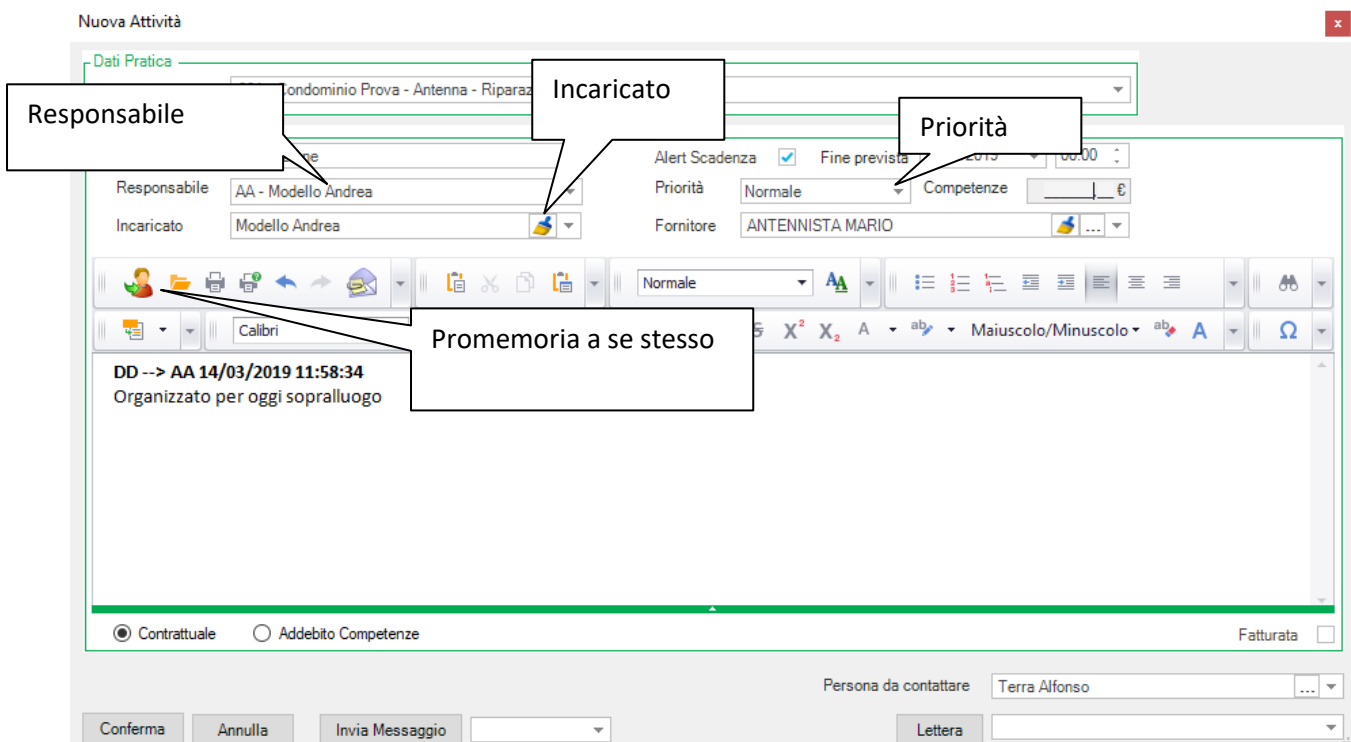 Nuova Attività
x
Dati Pratica
Condominio Prova - Antenna - Riparaz
Responsabile
Incaricato
Priorità
Alert Scadenza
Fine prevista
00:00
Responsabile
AA - Modello Andrea
Priorità
Normale
Competenze
€
Incaricato
Modello Andrea
Fornitore
ANTENNISTA MARIO
...
Normale
Calibri
Promemoria a se stesso
Maiuscolo/Minuscolo
DD --> AA 14/03/2019 11:58:34
Organizzato per oggi sopralluogo
Contrattuale
Addebito Competenze
Fatturata
Persona da contattare
Terra Alfonso
...
Conferma
Annulla
Invia Messaggio
Lettera